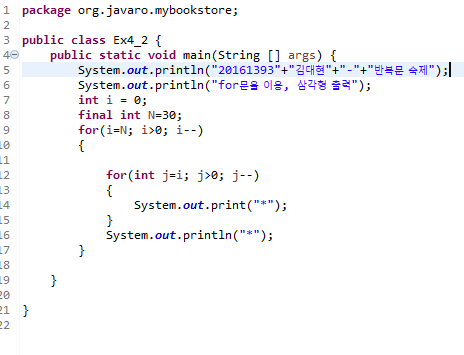 1 package org.javaro.mybookstore;
2
3 public class Ex4_2 {
4 public static void main(String [] args) {
5 System.out.println("20161393"+"김대현"+"-"+"반복문 숙제");
6 System.out.println("for문을 이용, 삼각형 출력");
7 int i = 0;
8 final int N=30;
9 for(i=N; i>0; i--)
10 {
11
12 for(int j=i; j>0; j--)
13 {
14 System.out.print("*");
15 }
16 System.out.println("*");
17 }
18
19 }
20
21 }
22